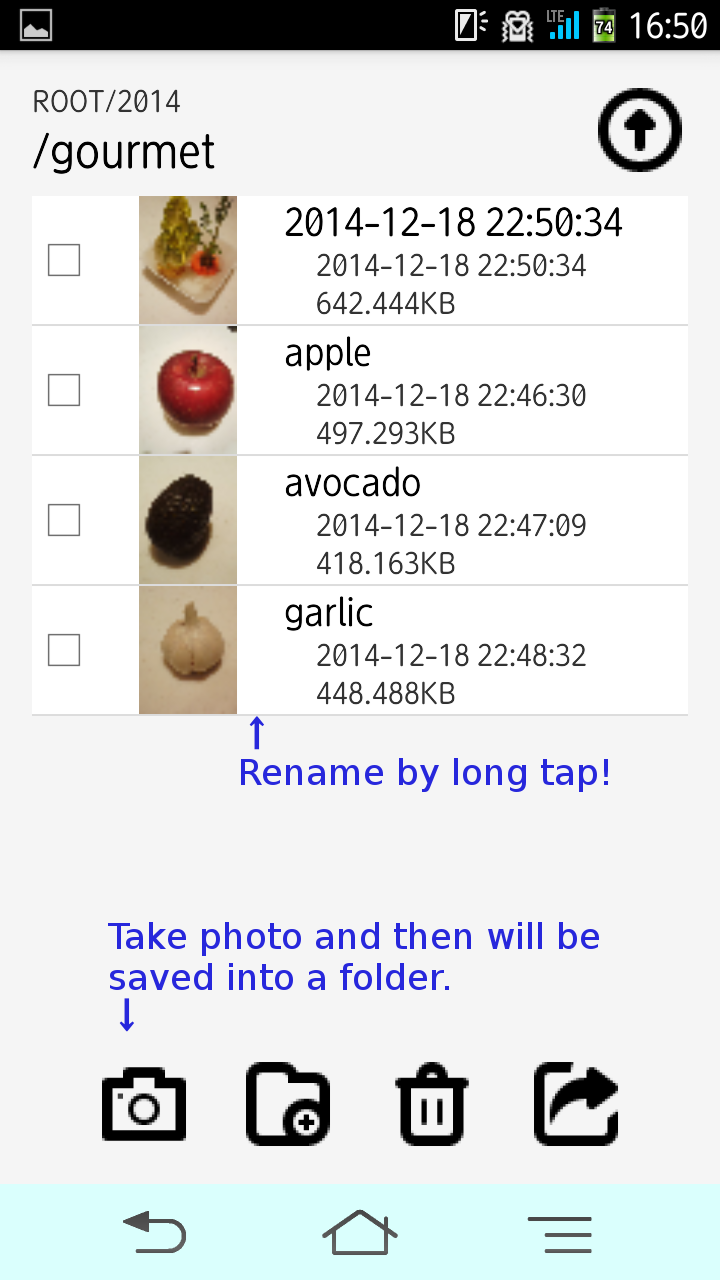 LTE 74 16:50
ROOT/2014
/gourmet
2014-12-18 22:50:34
2014-12-18 22:50:34
642.444KB
apple
2014-12-18 22:46:30
497.293KB
avocado
2014-12-18 22:47:09
418.163KB
garlic
2014-12-18 22:48:32
448.488KB
Rename by long tap!
Take photo and then will be
saved into a folder.